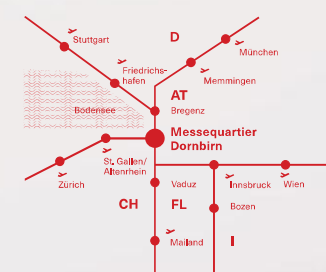 D
Stuttgart
München
Friedrichs-
hafen
Memmingen
AT
Bodensee
Bregenz
Messequartier
Dornbirn
St. Gallen/
Altenrhein
Zürich
Vaduz
Innsbruck
Wien
CH
FL
Bozen
Mailand
I